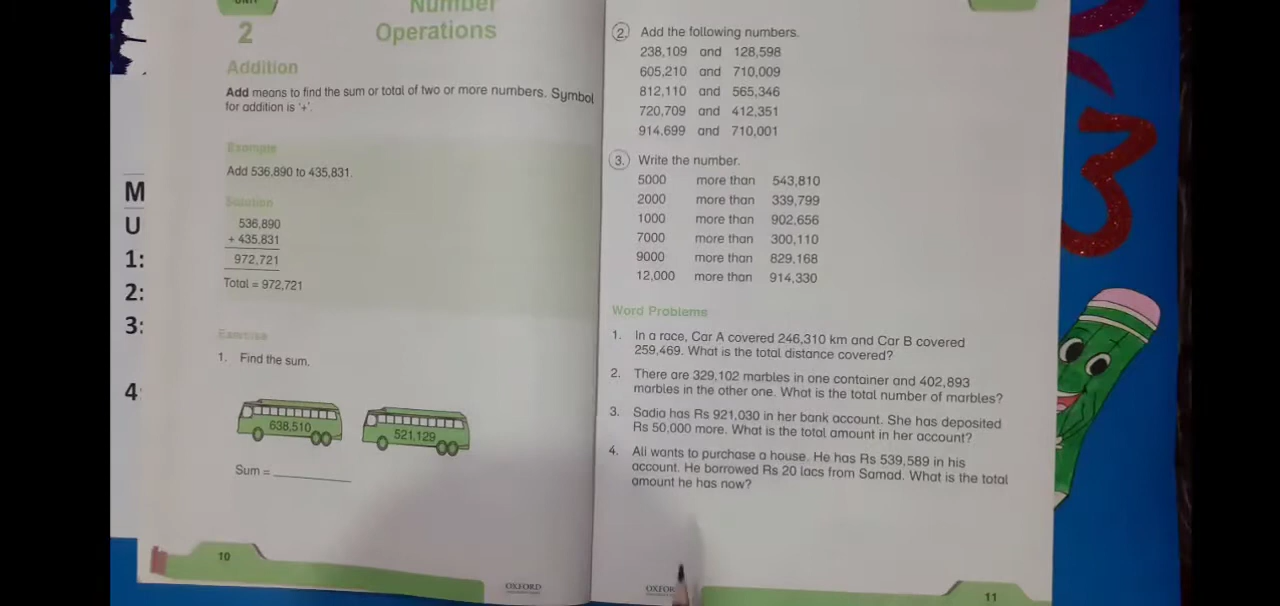 UNIT
2
Number
Operations
Addition
Add means to find the sum or total of two or more numbers. Symbol
for addition is '+'.
Example
Add 536,890 to 435,831.
Solution
536,890
+ 435,831
972,721
Total = 972,721
Exercise
1. Find the sum.
638,510
521,129
Sum =
10
OXFORD
2. Add the following numbers.
238,109 and 128,598
605,210 and 710,009
812,110 and 565,346
720,709 and 412,351
914,699 and 710,001
3. Write the number.
5000 more than 543,810
2000 more than 339,799
1000 more than 902,656
7000 more than 300,110
9000 more than 829,168
12,000 more than 914,330
Word Problems
1. In a race, Car A covered 246,310 km and Car B covered
259,469. What is the total distance covered?
2. There are 329,102 marbles in one container and 402,893
marbles in the other one. What is the total number of marbles?
3. Sadia has Rs 921,030 in her bank account. She has deposited
Rs 50,000 more. What is the total amount in her account?
4. Ali wants to purchase a house. He has Rs 539,589 in his
account. He borrowed Rs 20 lacs from Samad. What is the total
amount he has now?
OXFOR
11
M
U
1:
2:
3:
4